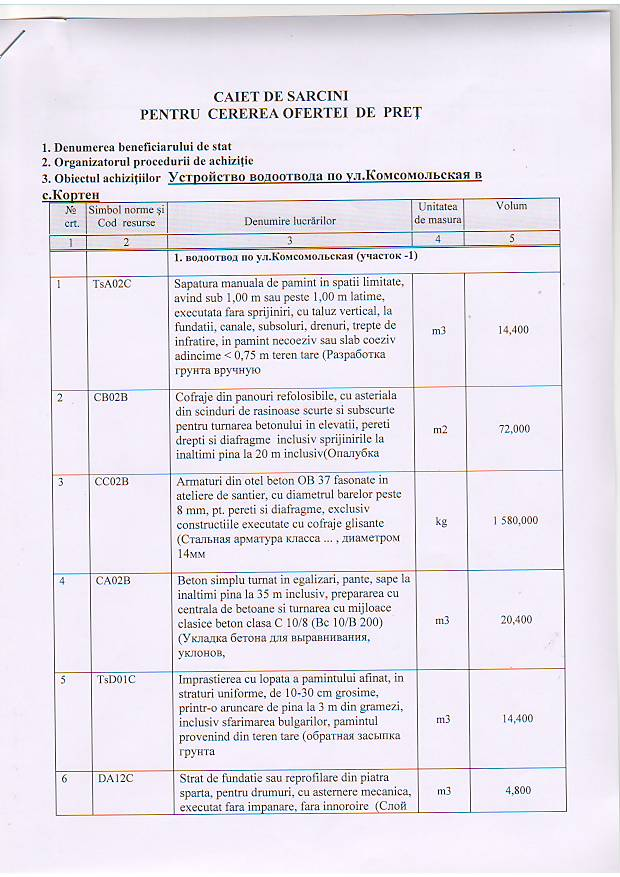 CAIET DE SARCINI
PENTRU CEREREA OFERTEI DE PREŢ
1. Denumerea beneficiarului de stat
2. Organizatorul procedurii de achiziţie
3. Obiectul achiziţiilor Устройство водоотвода по ул.Комсомольская в
с.Кортен
№ crt. Simbol norme şi Cod resurse Denumire lucrărilor Unitatea de masura Volum
1 2 3 4 5
1. водоотвод по ул.Комсомольская (участок -1)
1 TsA02C Sapatura manuala de pamint in spatii limitate,
avind sub 1,00 m sau peste 1,00 m latime,
executata fara sprijiniri, cu taluz vertical, la
fundatii, canale, subsoluri, drenuri, trepte de
infratire, in pamint necoeziv sau slab coeziv
adincime < 0,75 m teren tare (Разработка
грунта вручную
m3 14,400
2 CB02B Cofraje din panouri refolosibile, cu asteriala
din scinduri de rasinoase scurte si subscurte
pentru turnarea betonului in elevatii, pereti
drepti si diafragme inclusiv sprijinirile la
inaltimi pina la 20 m inclusiv(Опалубка
m2 72,000
3 CC02B Armaturi din otel beton OB 37 fasonate in
ateliere de santier, cu diametrul barelor peste
8 mm, pt. pereti si diafragme, exclusiv
constructiile executate cu cofraje glisante
(Стальная арматура класса ... , диаметром
14мм
kg 1 580,000
4 CA02B Beton simplu turnat in egalizari, pante, sape la
inaltimi pina la 35 m inclusiv, prepararea cu
centrala de betoane si turnarea cu mijloace
clasice beton clasa C 10/8 (Bc 10/B 200)
(Укладка бетона для выравнивания,
уклонов,
m3 20,400
5 TsD01C Imprastierea cu lopata a pamintului afinat, in
straturi uniforme, de 10-30 cm grosime,
printr-o aruncare de pina la 3 m din gramezi,
inclusiv sfarimarea bulgarilor, pamintul
provenind din teren tare (обратная засыпка
грунта
m3 14,400
6 DA12C Strat de fundatie sau reprofilare din piatra
sparta, pentru drumuri, cu asternere mecanica,
executat fara impanare, fara innoroire (Слой
m3 4,800